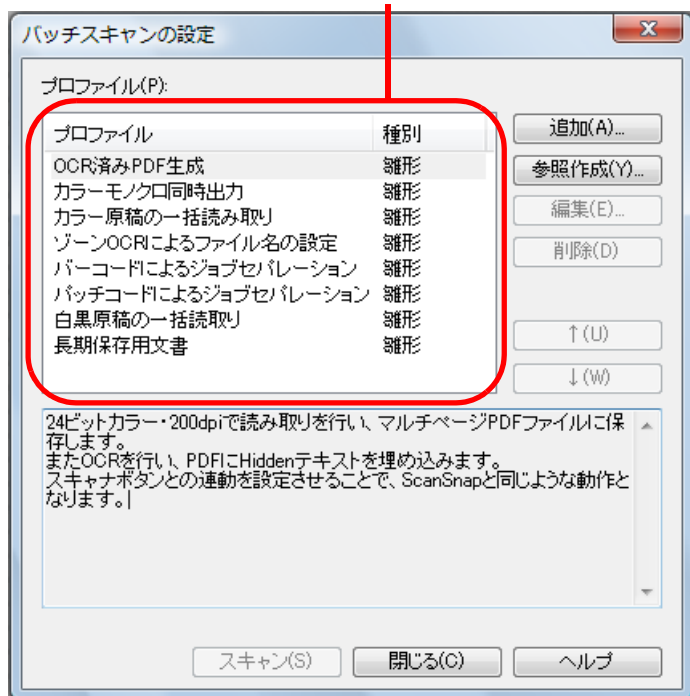 バッチスキャンの設定
プロファイル(P):
プロファイル 種別
OCR済みPDF生成 雛形
カラーモノクロ同時出力 雛形
カラー原稿の一括読み取り 雛形
ゾーンOCRによるファイル名の設定 雛形
バーコードによるジョブセパレーション 雛形
パッチコードによるジョブセパレーション 雛形
白黒原稿の一括読取り 雛形
長期保存用文書 雛形
追加(A)...
参照作成(Y)...
編集(E)...
削除(D)
↑(U)
↓(W)
24ビットカラー・200dpiで読み取りを行い、マルチページPDFファイルに保
存します。
またOCRを行い、PDFにHiddenテキストを埋め込みます。
スキャナボタンとの連動を設定させることで、ScanSnapと同じような動作と
なります。
スキャン(S) 閉じる(C) ヘルプ